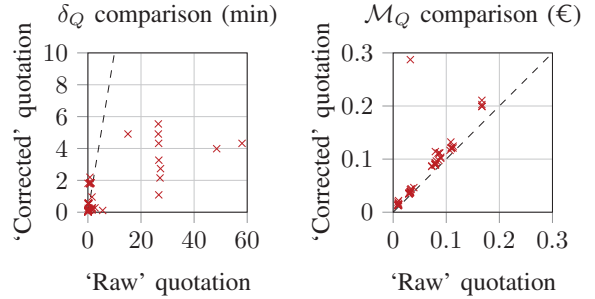 δ_Q comparison (min)
10
8
6
4
2
0
0 20 40 60
'Corrected' quotation
'Raw' quotation
ℳ_Q comparison (€)
0.3
0.2
0.1
0
0 0.1 0.2 0.3
'Corrected' quotation
'Raw' quotation